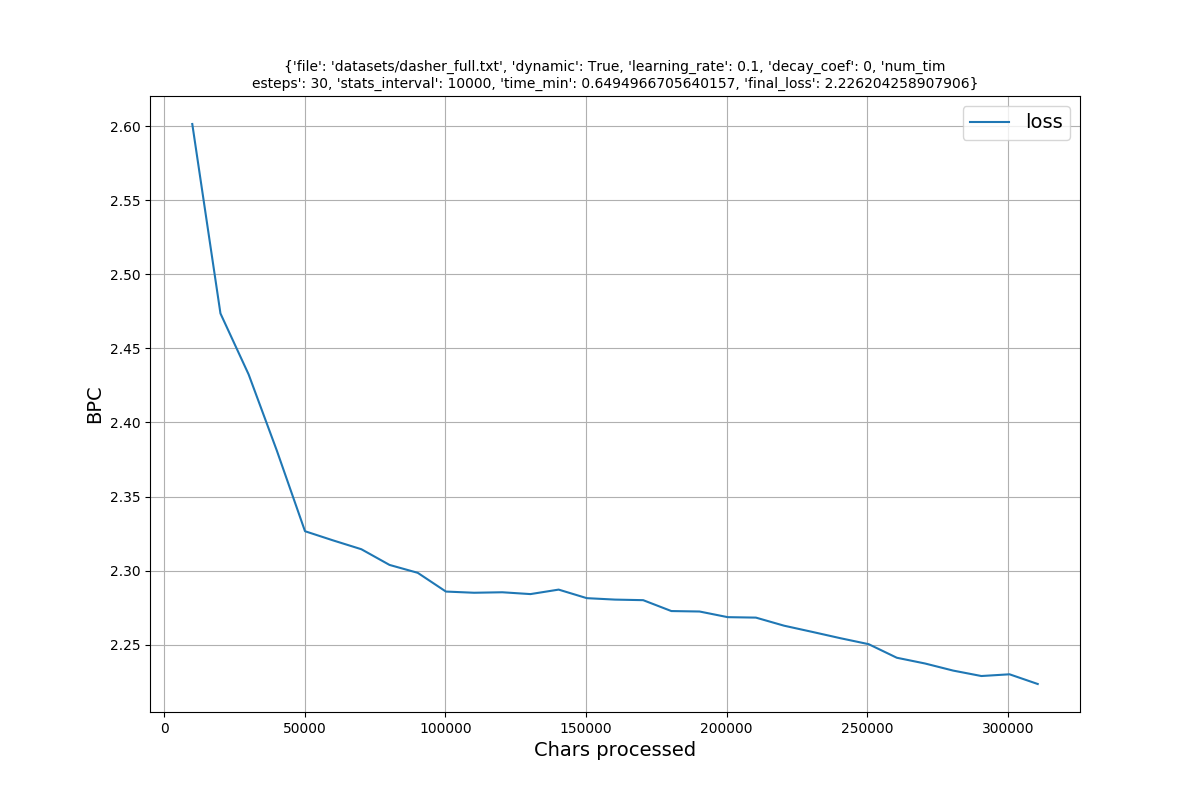 {'file': 'datasets/dasher_full.txt', 'dynamic': True, 'learning_rate': 0.1, 'decay_coef': 0, 'num_tim
esteps': 30, 'stats_interval': 10000, 'time_min': 0.6494966705640157, 'final_loss': 2.226204258907906}
loss
2.60
2.55
2.50
2.45
2.40
2.35
2.30
2.25
BPC
0 50000 100000 150000 200000 250000 300000
Chars processed